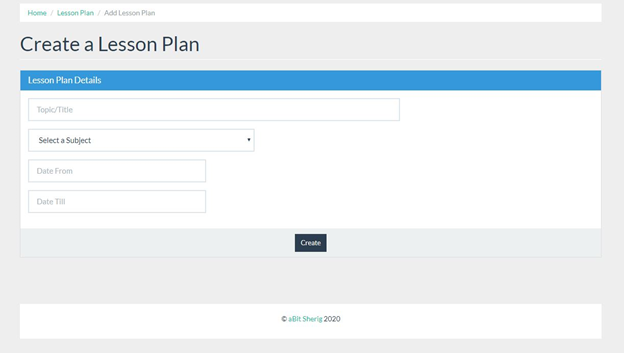 Home / Lesson Plan / Add Lesson Plan
Create a Lesson Plan
Lesson Plan Details
Topic/Title
Select a Subject
Date From
Date Till
Create
© aBit Sherig 2020